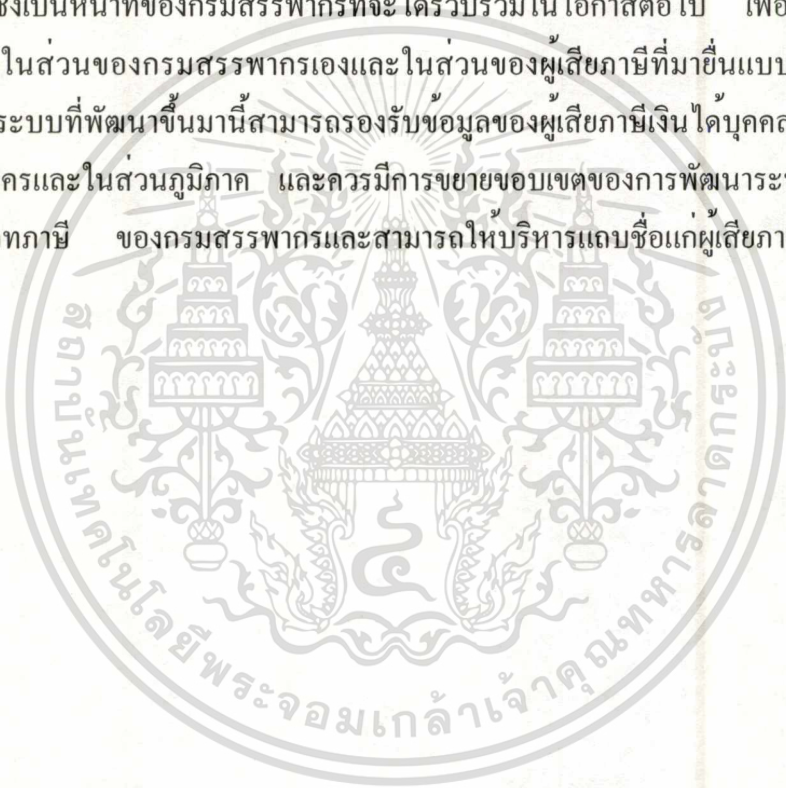 ซึ่งเป็นหน้าที่ของกรมสรรพากรที่จะได้รวบรวมในโอกาสต่อไป เพื่อ
ในส่วนของกรมสรรพากรเองและในส่วนของผู้เสียภาษีที่มายื่นแบบ
ระบบที่พัฒนาขึ้นมานี้สามารถรองรับข้อมูลของผู้เสียภาษีเงินได้บุคคล
ครและในส่วนภูมิภาค และควรมีการขยายขอบเขตของการพัฒนาระบ
ทภาษี ของกรมสรรพากรและสามารถให้บริหารแถบชื่อแก่ผู้เสียภา
สถาบันเทคโนโลยีพระจอมเกล้าเจ้าคุณทหารลาดกระบัง